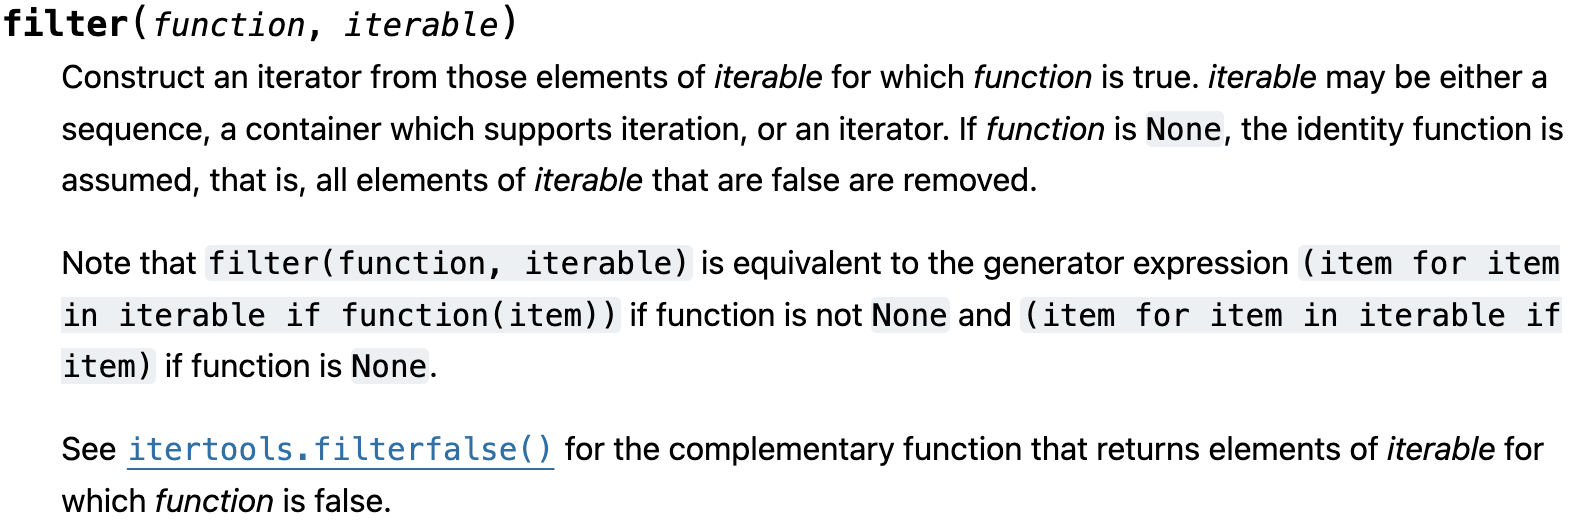 filter(function, iterable)
Construct an iterator from those elements of iterable for which function is true. iterable may be either a
sequence, a container which supports iteration, or an iterator. If function is None, the identity function is
assumed, that is, all elements of iterable that are false are removed.
Note that filter(function, iterable) is equivalent to the generator expression (item for item
in iterable if function(item)) if function is not None and (item for item in iterable if
item) if function is None.
See itertools.filterfalse() for the complementary function that returns elements of iterable for
which function is false.